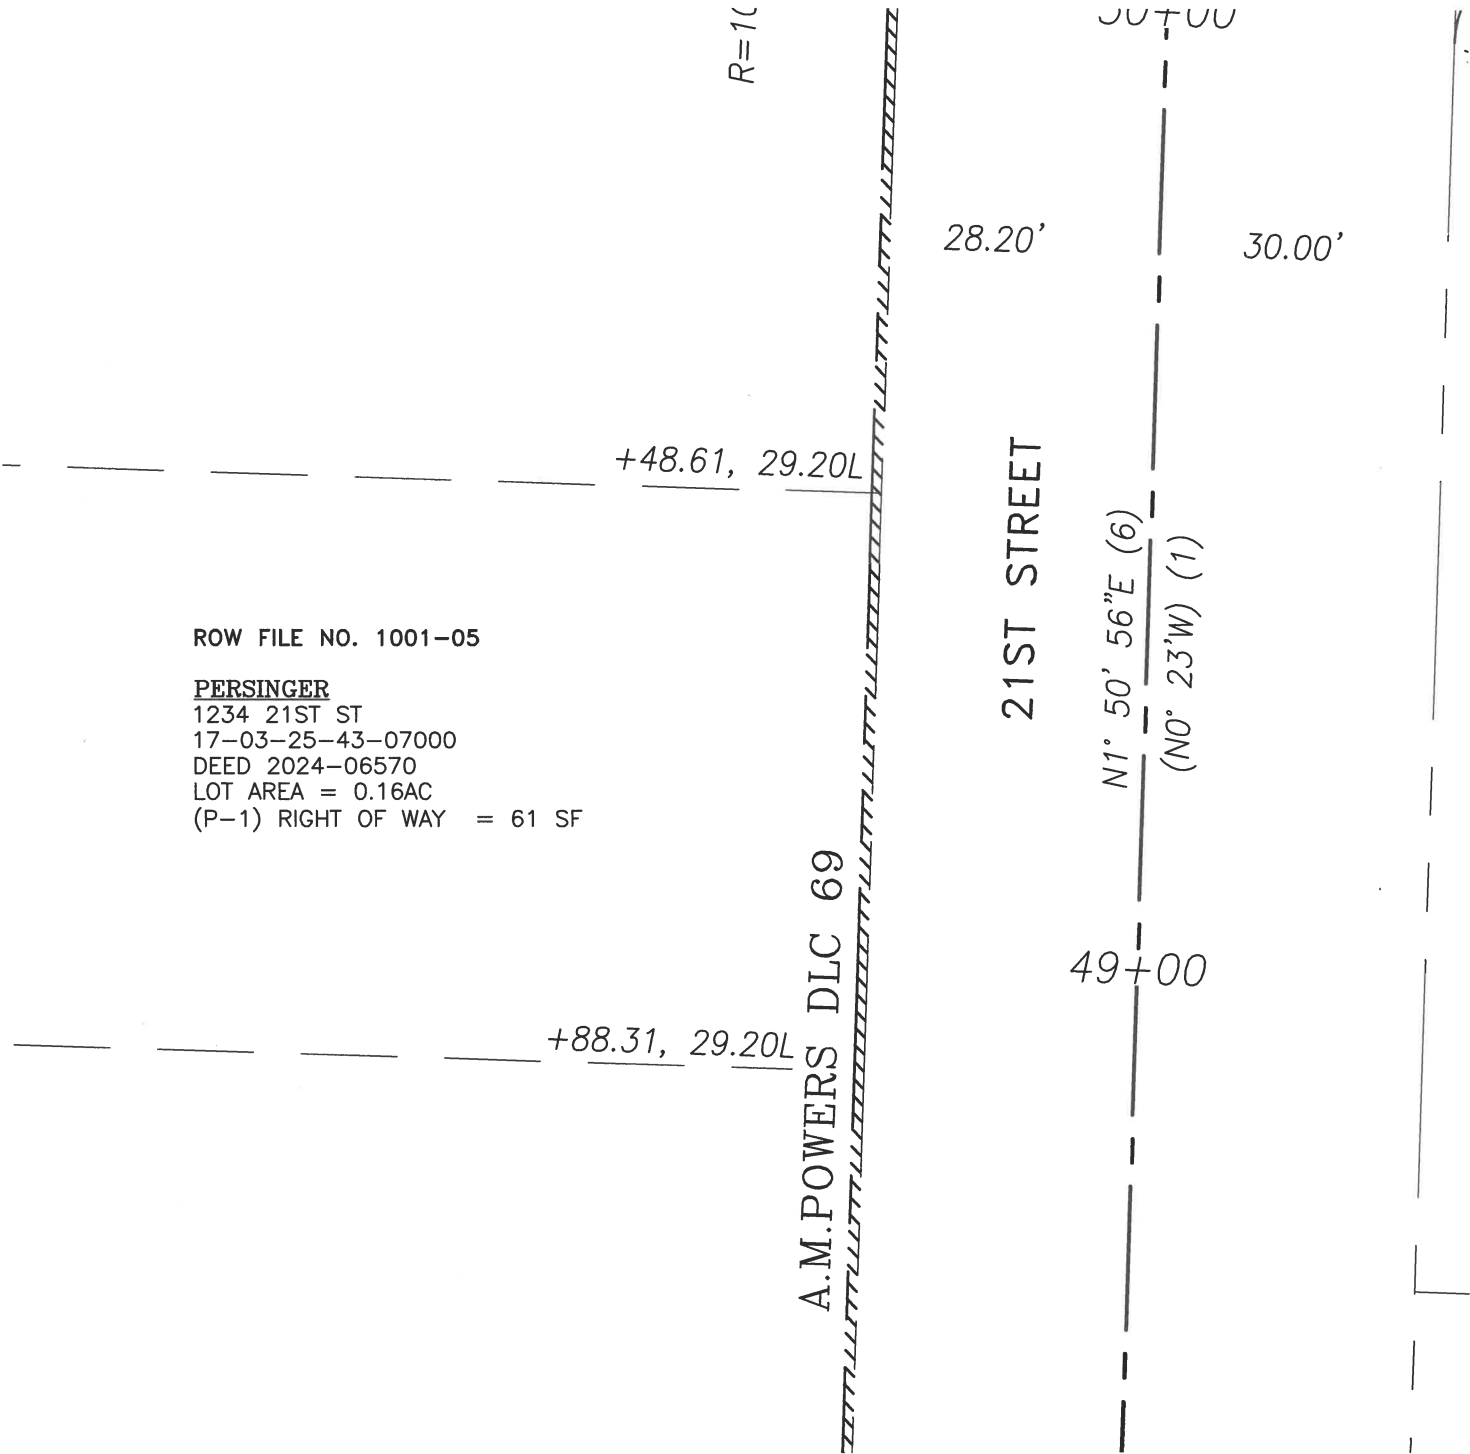 R=10
28.20'
30.00'
+48.61, 29.20L
21ST STREET
N1° 50' 56"E (6)
(N0° 23'W) (1)
ROW FILE NO. 1001-05
PERSINGER
1234 21ST ST
17-03-25-43-07000
DEED 2024-06570
LOT AREA = 0.16AC
(P-1) RIGHT OF WAY = 61 SF
A.M.POWERS DLC 69
49+00
+88.31, 29.20L